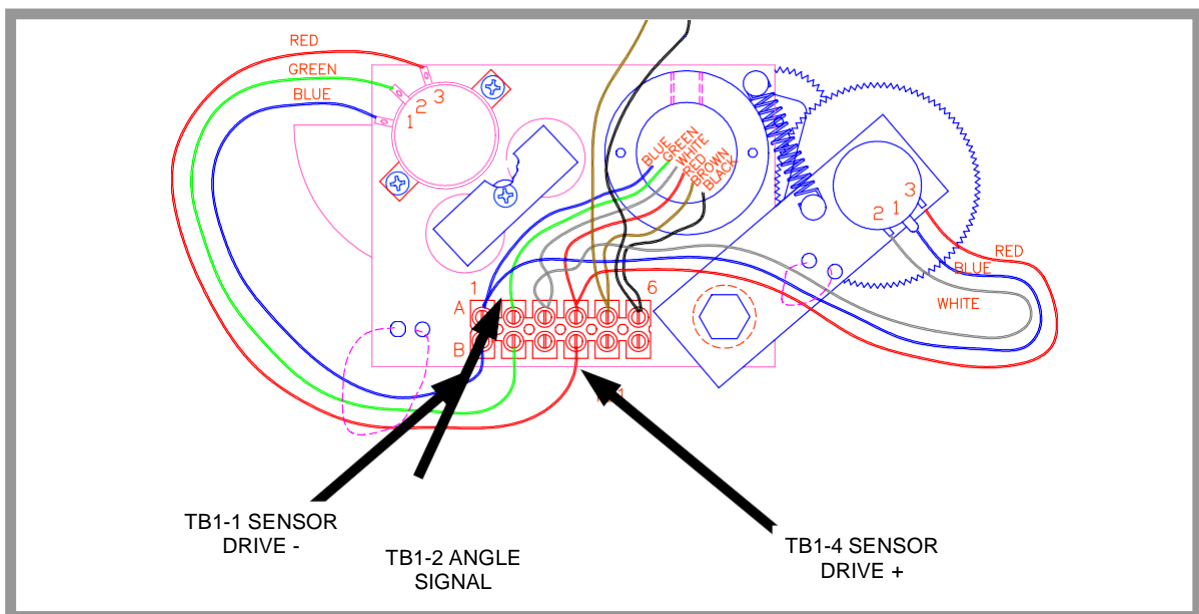 RED
GREEN
BLUE
3
2
1
BLUE
GREEN
WHITE
RED
BROWN
BLACK
3
1
2
RED
BLUE
WHITE
1
6
A
B
1
TB1-1 SENSOR
DRIVE -
TB1-2 ANGLE
SIGNAL
TB1-4 SENSOR
DRIVE +